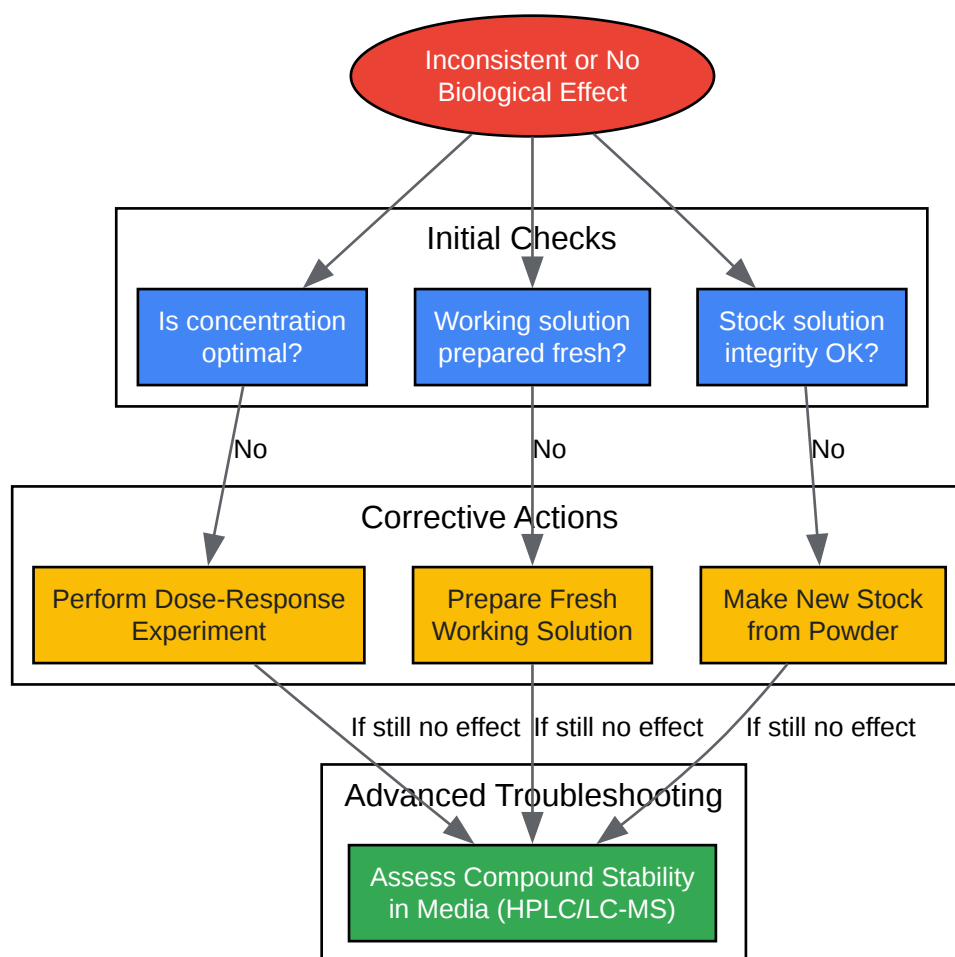 Inconsistent or No
Biological Effect
Initial Checks
Is concentration
optimal?
Working solution
prepared fresh?
Stock solution
integrity OK?
No
No
No
Corrective Actions
Perform Dose-Response
Experiment
Prepare Fresh
Working Solution
Make New Stock
from Powder
If still no effect
If still no effect
If still no effect
Advanced Troubleshooting
Assess Compound Stability
in Media (HPLC/LC-MS)